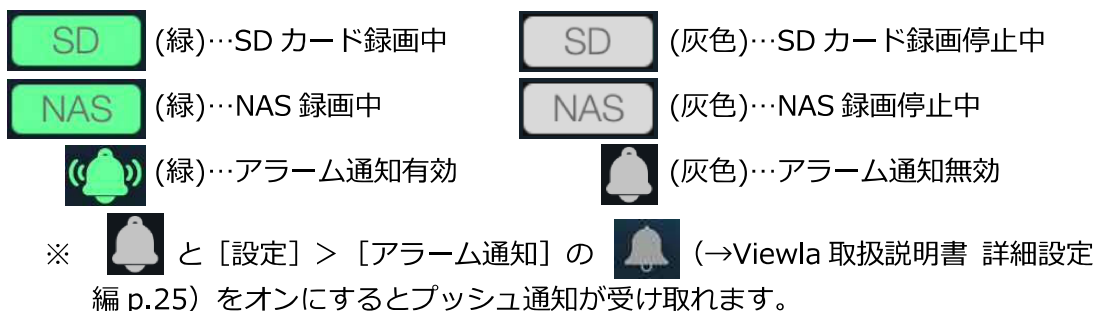 SD (緑)…SD カード録画中 SD (灰色)…SD カード録画停止中
NAS (緑)…NAS 録画中 NAS (灰色)…NAS 録画停止中
(緑)…アラーム通知有効 (灰色)…アラーム通知無効
※ と［設定］>［アラーム通知］の （→Viewla 取扱説明書 詳細設定
編 p.25）をオンにするとプッシュ通知が受け取れます。